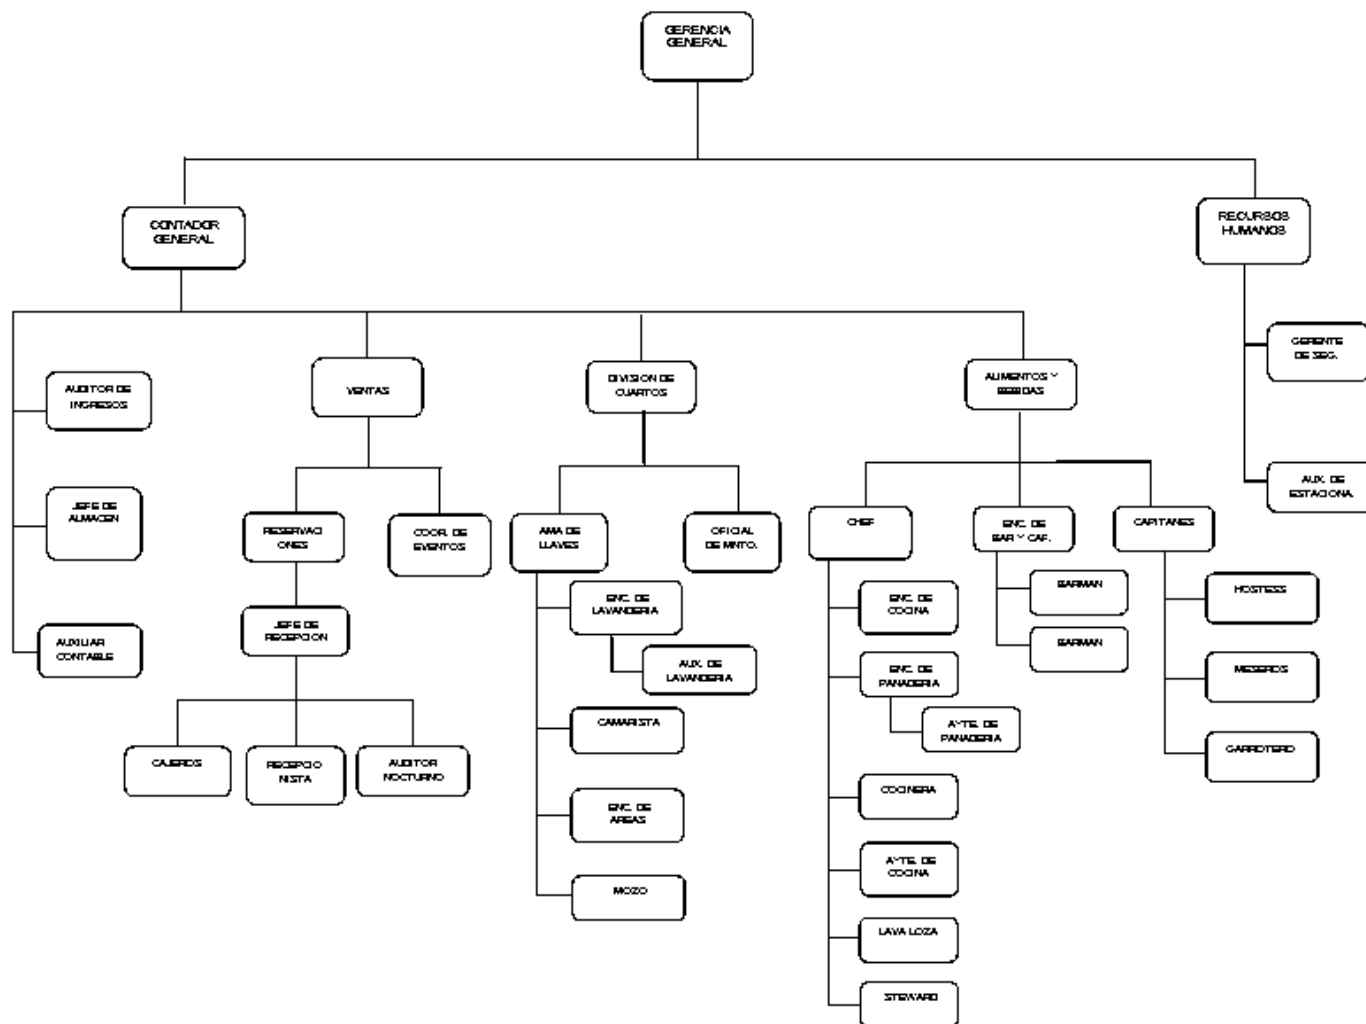 GERENCIA
GENERAL
CONTADOR
GENERAL
RECURSOS
HUMANOS
GERENTE
DE SEG.
AUX. DE
ESTACIONA.
AUDITOR DE
INGRESOS
JEFE DE
ALMACEN
AUXILIAR
CONTABLE
VENTAS
RESERVAC
IONES
COOR. DE
EVENTOS
JEFE DE
RECEPCION
CAJEROS
RECEPCIO
NISTA
AUDITOR
NOCTURNO
DIVISION DE
CUARTOS
AMA DE
LLAVES
OFICIAL
DE MNTO.
ENC. DE
LAVANDERIA
AUX. DE
LAVANDERIA
CAMARISTA
ENC. DE
AREAS
MOZO
ALIMENTOS Y
BEBIDAS
CHEF
ENC. DE
BAR Y CAF.
CAPITANES
ENC. DE
COCINA
ENC. DE
PANADERIA
AYTE. DE
PANADERIA
COCINERA
AYTE. DE
COCINA
LAVA LOZA
STEWARD
BARMAN
BARMAN
HOSTESS
MESEROS
GARROTERO